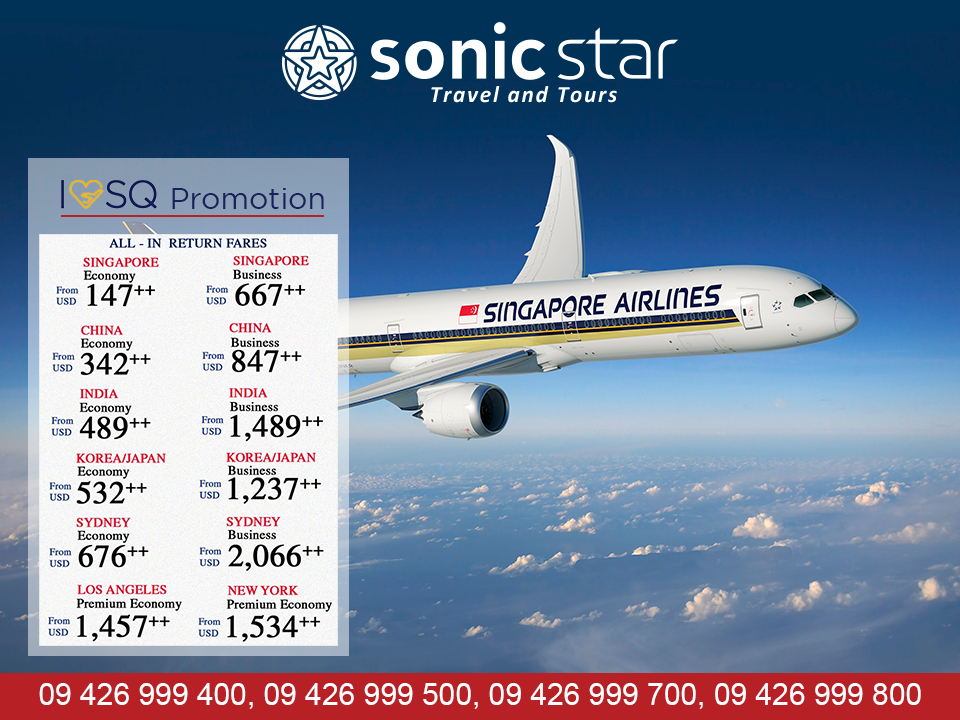 sonic star
Travel and Tours
I SQ Promotion
ALL - IN RETURN FARES
SINGAPORE
Economy
From USD 147++
SINGAPORE
Business
From USD 667++
CHINA
Economy
From USD 342++
CHINA
Business
From USD 847++
INDIA
Economy
From USD 489++
INDIA
Business
From USD 1,489++
KOREA/JAPAN
Economy
From USD 532++
KOREA/JAPAN
Business
From USD 1,237++
SYDNEY
Economy
From USD 676++
SYDNEY
Business
From USD 2,066++
LOS ANGELES
Premium Economy
From USD 1,457++
NEW YORK
Premium Economy
From USD 1,534++
SINGAPORE AIRLINES
09 426 999 400, 09 426 999 500, 09 426 999 700, 09 426 999 800